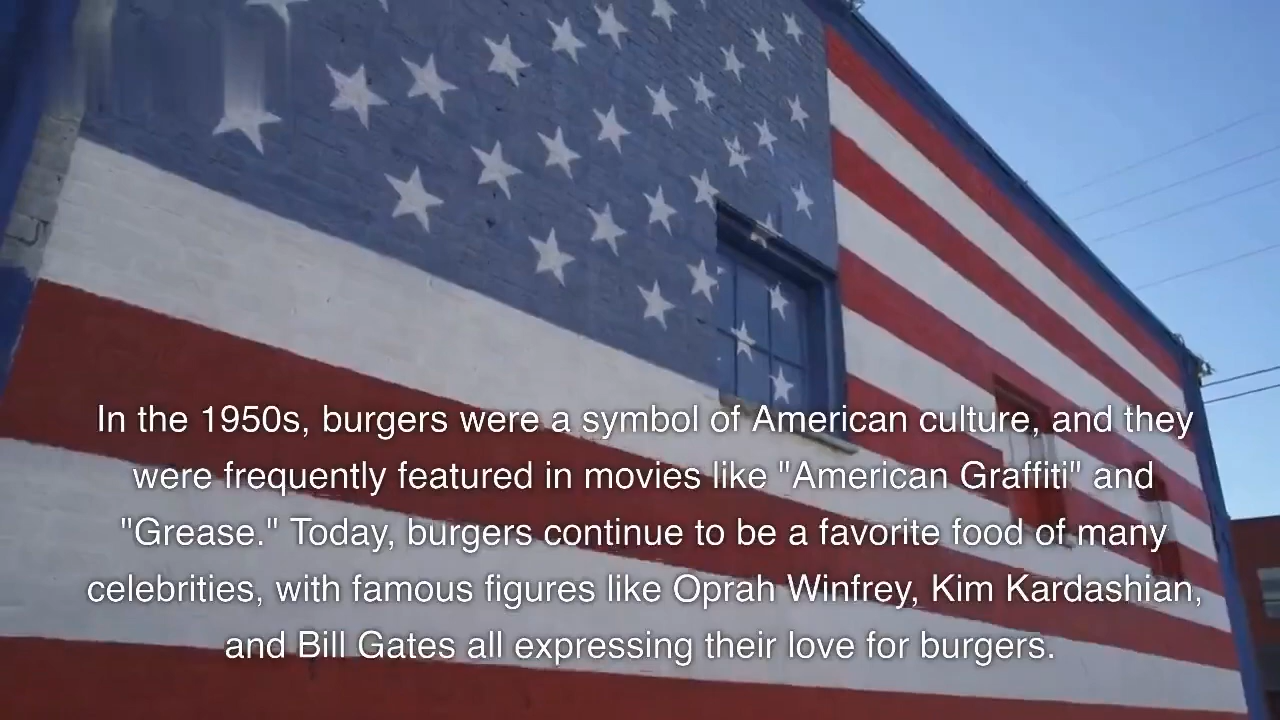 In the 1950s, burgers were a symbol of American culture, and they
were frequently featured in movies like "American Graffiti" and
"Grease." Today, burgers continue to be a favorite food of many
celebrities, with famous figures like Oprah Winfrey, Kim Kardashian,
and Bill Gates all expressing their love for burgers.